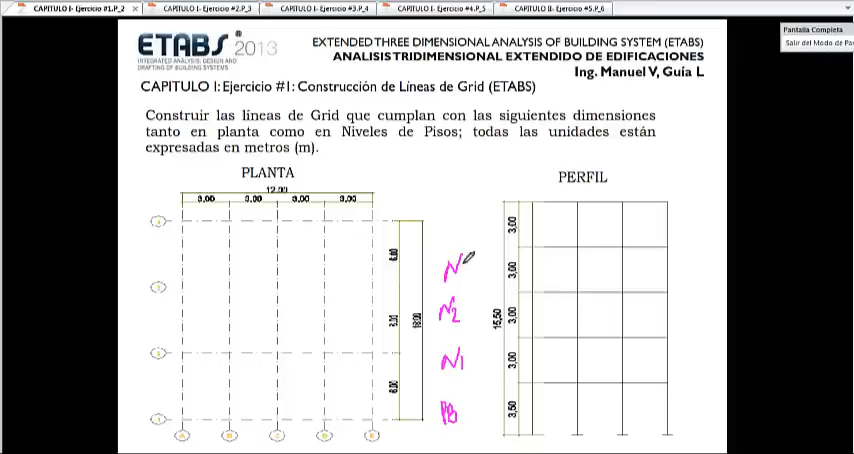 CAPITULO I- Ejercicio #1.P_2
CAPITULO I- Ejercicio #2.P_3
CAPITULO I- Ejercicio #3.P_4
CAPITULO I- Ejercicio #4.P_5
CAPITULO II- Ejercicio #5.P_6
Pantalla Completa
Salir del Modo de
ETABS® 2013
INTEGRATED ANALYSIS, DESIGN AND
DRAFTING OF BUILDING SYSTEMS
EXTENDED THREE DIMENSIONAL ANALYSIS OF BUILDING SYSTEM (ETABS)
ANALISIS TRIDIMENSIONAL EXTENDIDO DE EDIFICACIONES
Ing. Manuel V, Guía L
CAPITULO I: Ejercicio #1: Construcción de Líneas de Grid (ETABS)
Construir las líneas de Grid que cumplan con las siguientes dimensiones
tanto en planta como en Niveles de Pisos; todas las unidades están
expresadas en metros (m).
PLANTA
12.00
3,00 3,00 3,00 3,00
6,00
6,00
18,00
6,00
A B C D E
N
N2
N1
PB
PERFIL
3,00
3,00
3,00
15,50
3,00
3,50